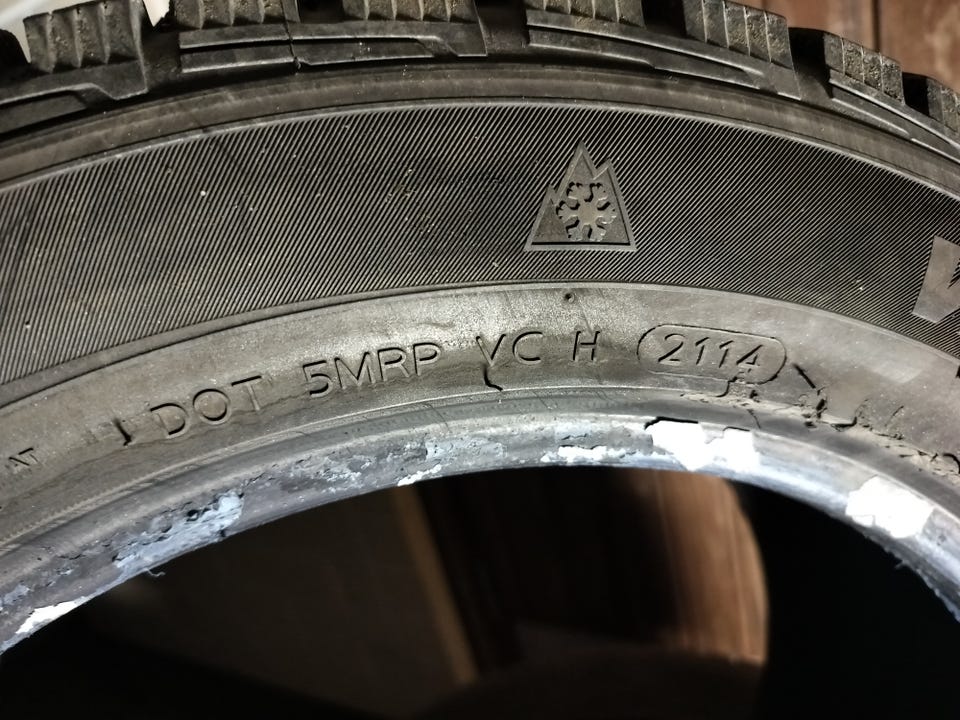 DOT 5MRP VC H 2114